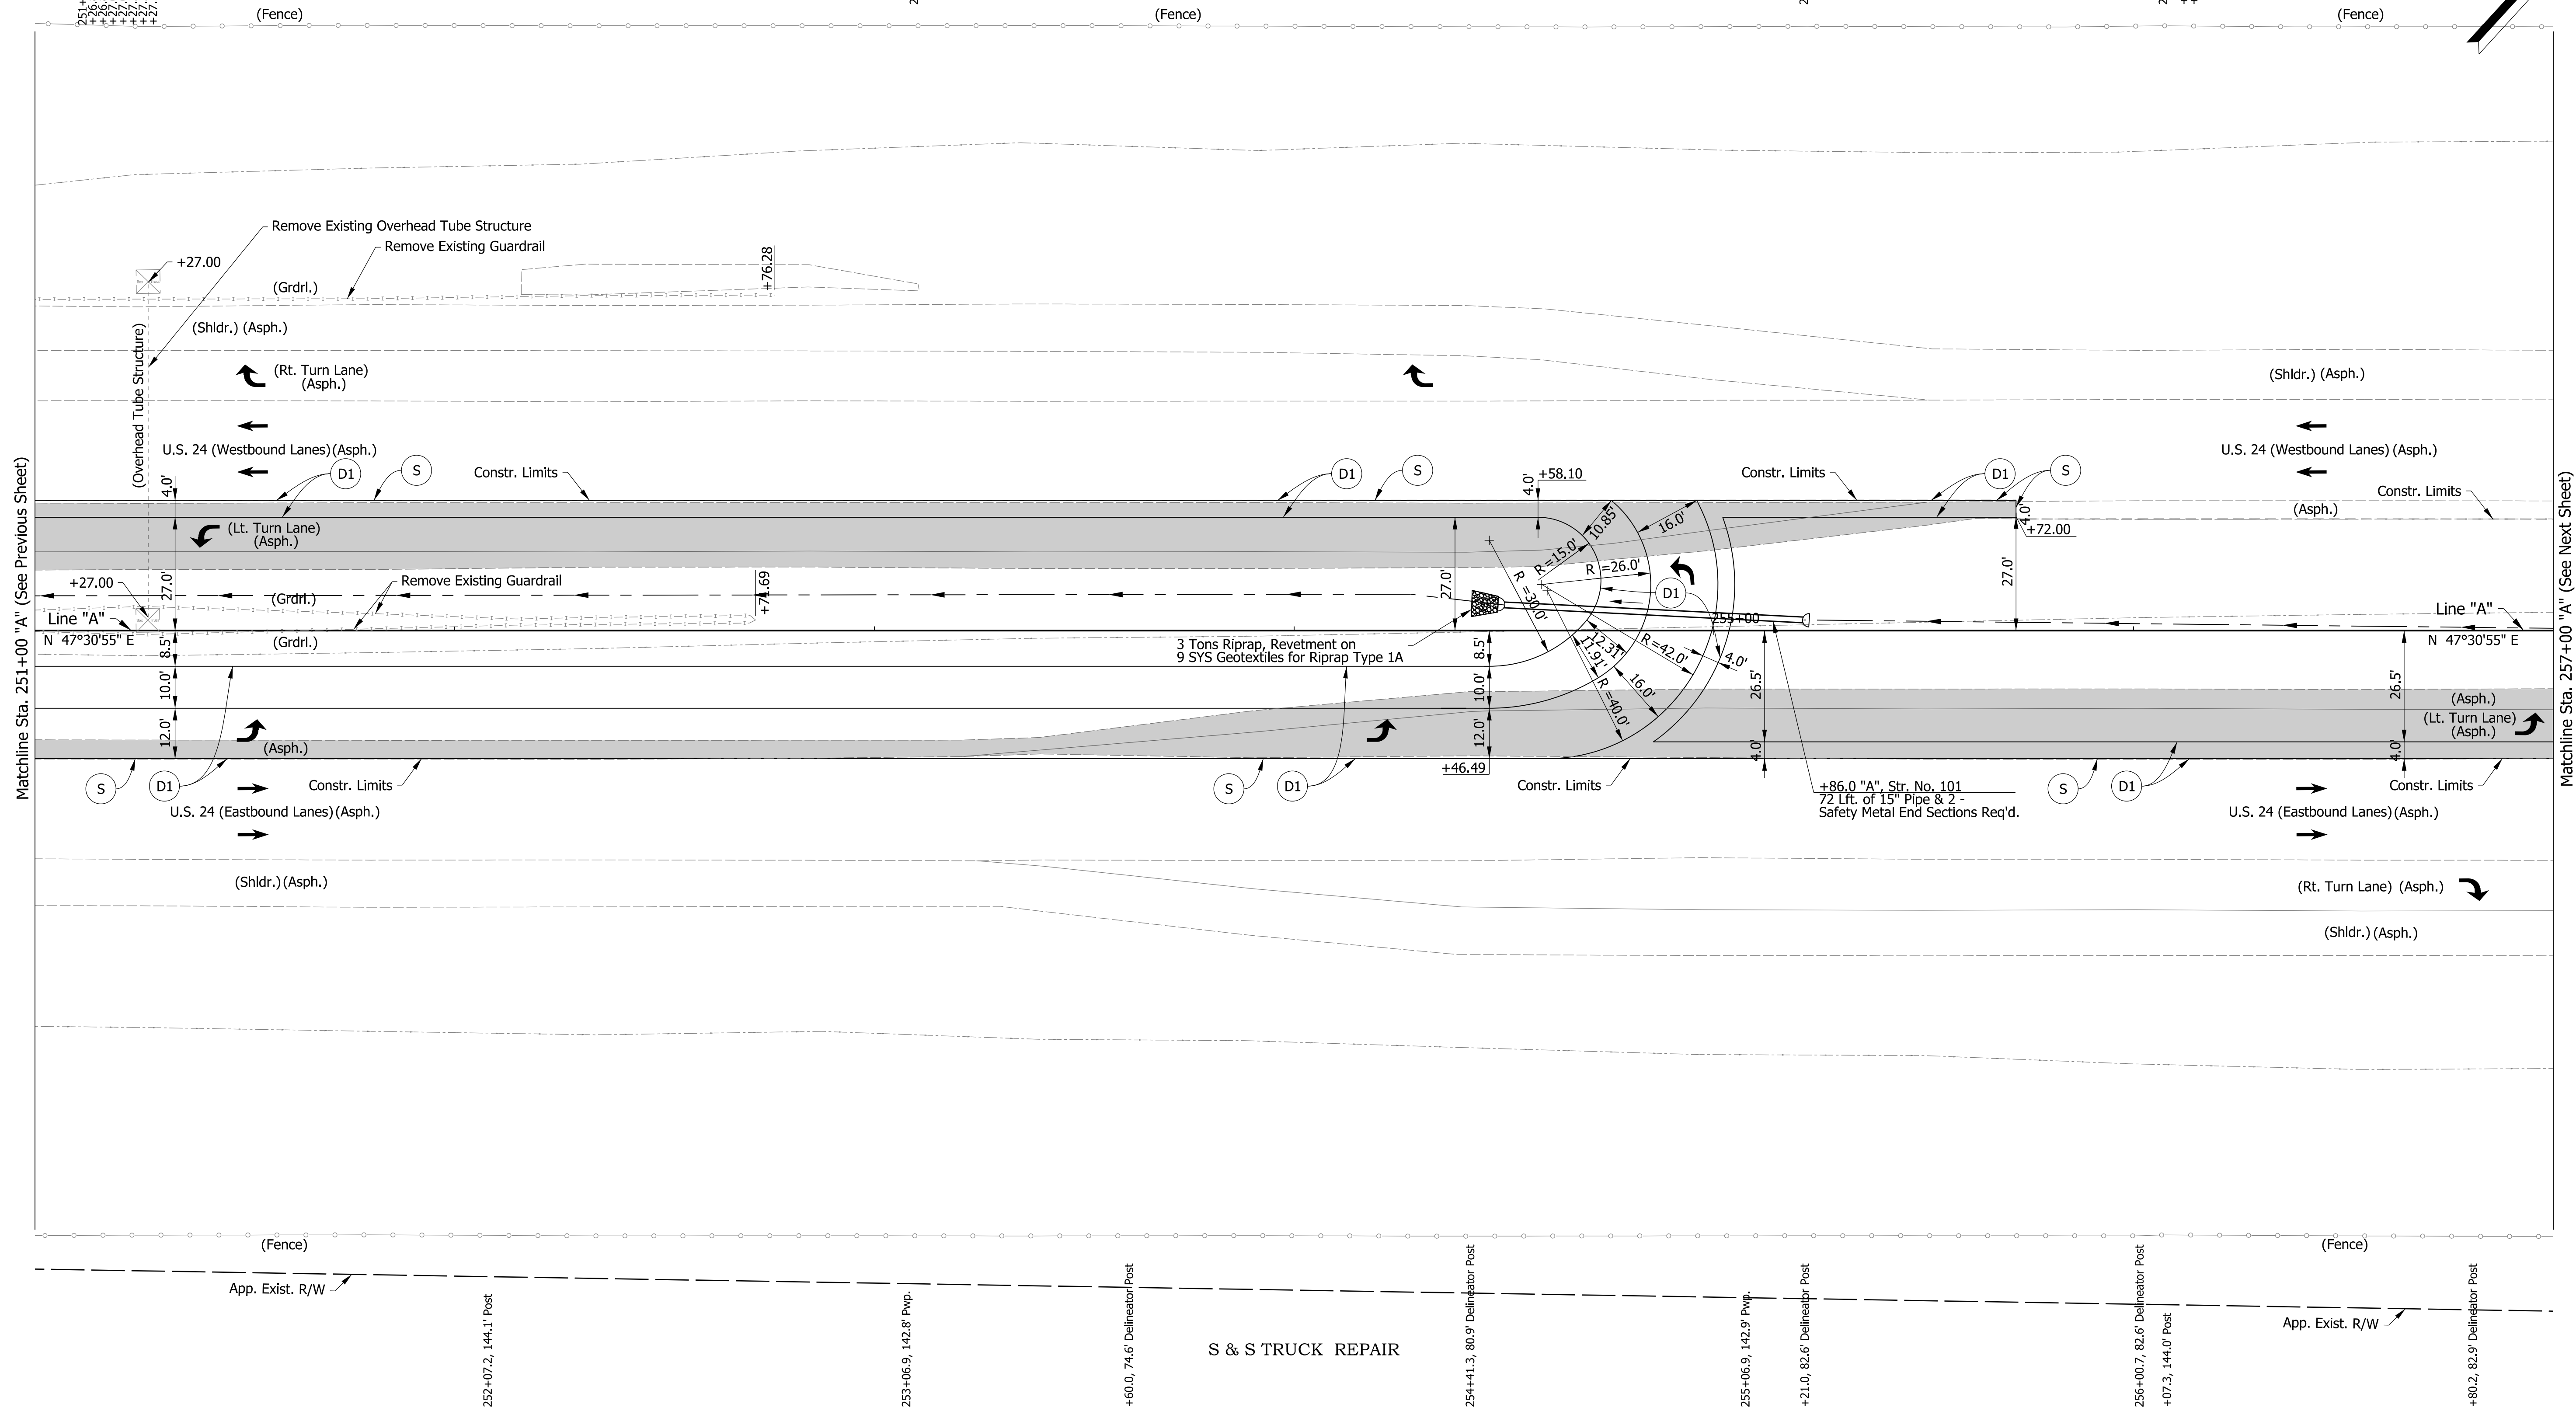 (Fence)
(Fence)
(Fence)
Remove Existing Overhead Tube Structure
Remove Existing Guardrail
+27.00
+76.28
(Grdrl.)
(Shldr.) (Asph.)
(Overhead Tube Structure)
(Rt. Turn Lane)
(Asph.)
(Shldr.) (Asph.)
U.S. 24 (Westbound Lanes) (Asph.)
U.S. 24 (Westbound Lanes) (Asph.)
4.0'
D1
S
Constr. Limits
D1
S
4.0'
+58.10
Constr. Limits
D1
S
Constr. Limits
(Asph.)
4.0'
+72.00
(Lt. Turn Lane)
(Asph.)
10.85'
16.0'
R =15.0'
R =26.0'
R =30.0'
27.0'
27.0'
27.0'
+27.00
Remove Existing Guardrail
(Grdrl.)
+71.69
D1
255+00
Line "A"
N 47°30'55" E
Line "A"
N 47°30'55" E
(Grdrl.)
3 Tons Riprap, Revetment on
9 SYS Geotextiles for Riprap Type 1A
8.5'
10.0'
12.0'
8.5'
10.0'
12.0'
12.31'
11.91'
R =42.0'
4.0'
16.0'
R =40.0'
26.5'
4.0'
26.5'
4.0'
(Asph.)
(Lt. Turn Lane)
(Asph.)
(Asph.)
+46.49
S
D1
Constr. Limits
S
D1
Constr. Limits
+86.0 "A", Str. No. 101
72 Lft. of 15" Pipe & 2 -
Safety Metal End Sections Req'd.
S
D1
Constr. Limits
U.S. 24 (Eastbound Lanes) (Asph.)
U.S. 24 (Eastbound Lanes) (Asph.)
(Shldr.) (Asph.)
(Rt. Turn Lane) (Asph.)
(Shldr.) (Asph.)
Matchline Sta. 251+00 "A" (See Previous Sheet)
Matchline Sta. 257+00 "A" (See Next Sheet)
(Fence)
(Fence)
App. Exist. R/W
App. Exist. R/W
252+07.2, 144.1' Post
253+06.9, 142.8' Pwp.
+60.0, 74.6' Delineator Post
S & S TRUCK REPAIR
254+41.3, 80.9' Delineator Post
255+06.9, 142.9' Pwp.
+21.0, 82.6' Delineator Post
256+00.7, 82.6' Delineator Post
+07.3, 144.0' Post
+80.2, 82.9' Delineator Post